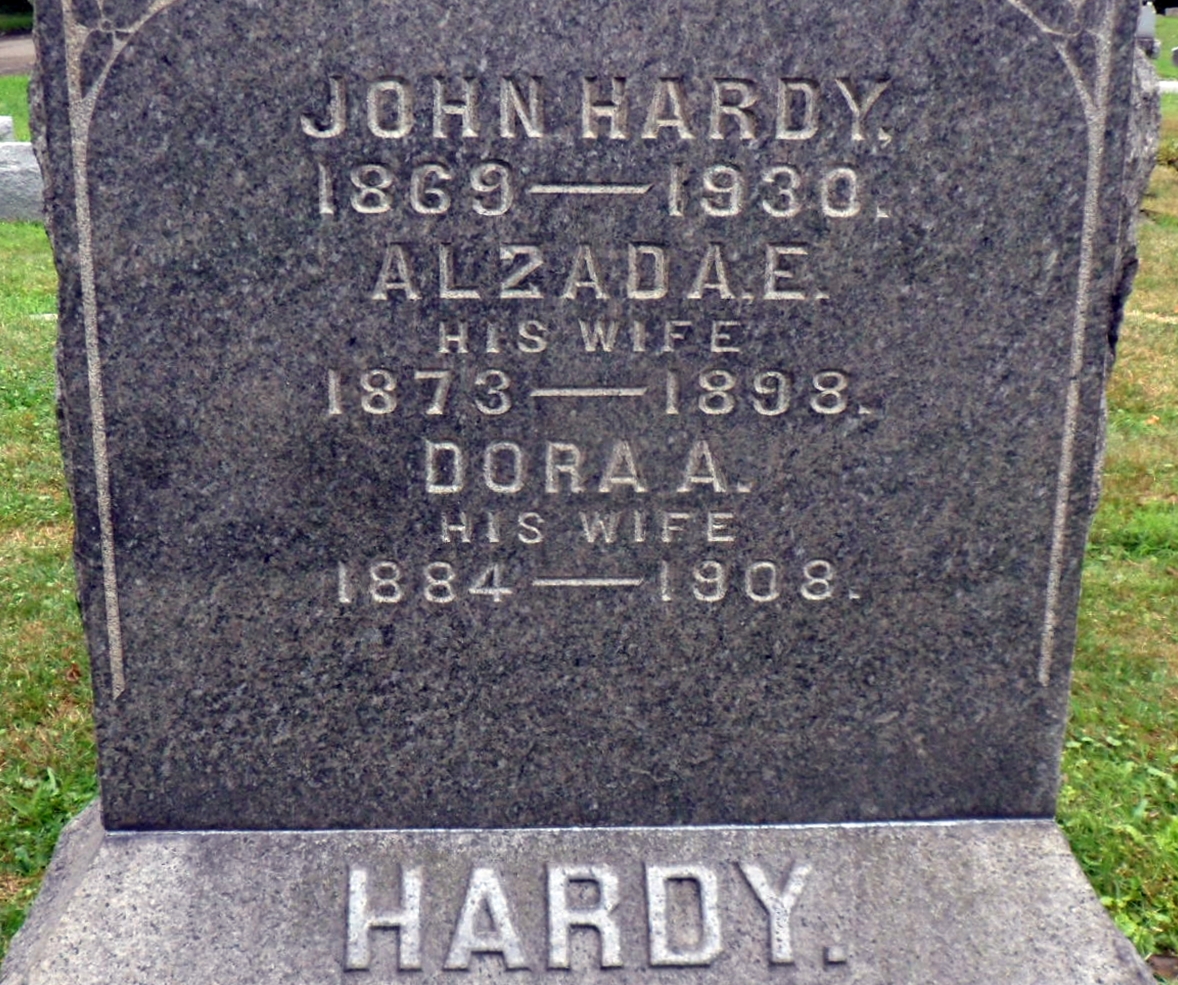 JOHN HARDY,
1869—1930.
ALZADA.E.
HIS WIFE
1873—1898.
DORA A.
HIS WIFE
1884—1908.
HARDY.